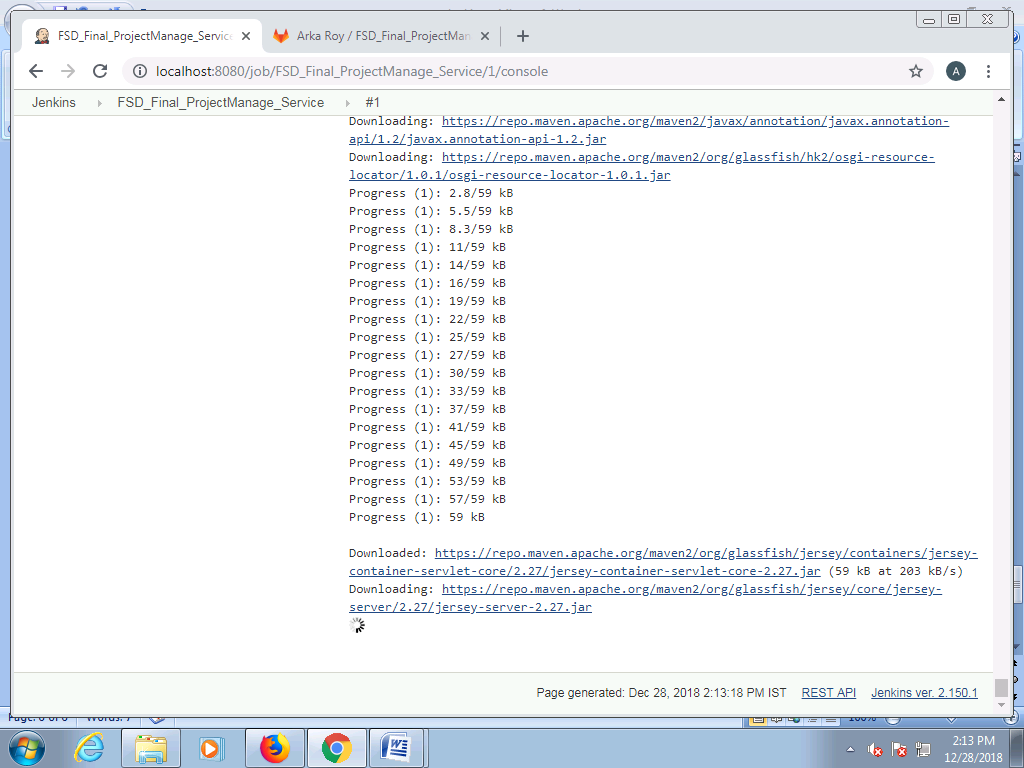 FSD_Final_ProjectManage_Service
Arka Roy / FSD_Final_ProjectMan
localhost:8080/job/FSD_Final_ProjectManage_Service/1/console
A
Jenkins FSD_Final_ProjectManage_Service #1
Downloading: https://repo.maven.apache.org/maven2/javax/annotation/javax.annotation-
api/1.2/javax.annotation-api-1.2.jar
Downloading: https://repo.maven.apache.org/maven2/org/glassfish/hk2/osgi-resource-
locator/1.0.1/osgi-resource-locator-1.0.1.jar
Progress (1): 2.8/59 kB
Progress (1): 5.5/59 kB
Progress (1): 8.3/59 kB
Progress (1): 11/59 kB
Progress (1): 14/59 kB
Progress (1): 16/59 kB
Progress (1): 19/59 kB
Progress (1): 22/59 kB
Progress (1): 25/59 kB
Progress (1): 27/59 kB
Progress (1): 30/59 kB
Progress (1): 33/59 kB
Progress (1): 37/59 kB
Progress (1): 41/59 kB
Progress (1): 45/59 kB
Progress (1): 49/59 kB
Progress (1): 53/59 kB
Progress (1): 57/59 kB
Progress (1): 59 kB
Downloaded: https://repo.maven.apache.org/maven2/org/glassfish/jersey/containers/jersey-
container-servlet-core/2.27/jersey-container-servlet-core-2.27.jar (59 kB at 203 kB/s)
Downloading: https://repo.maven.apache.org/maven2/org/glassfish/jersey/core/jersey-
server/2.27/jersey-server-2.27.jar
Page generated: Dec 28, 2018 2:13:18 PM IST REST API Jenkins ver. 2.150.1
2:13 PM
12/28/2018